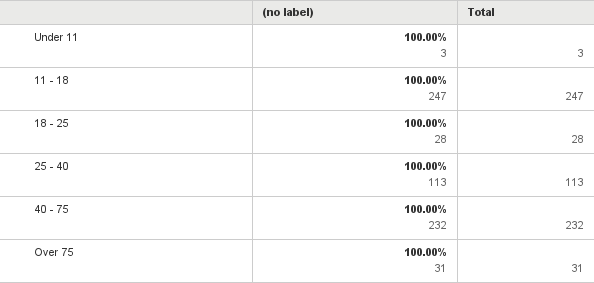 (no label) Total
Under 11 100.00%
3 3
11 - 18 100.00%
247 247
18 - 25 100.00%
28 28
25 - 40 100.00%
113 113
40 - 75 100.00%
232 232
Over 75 100.00%
31 31